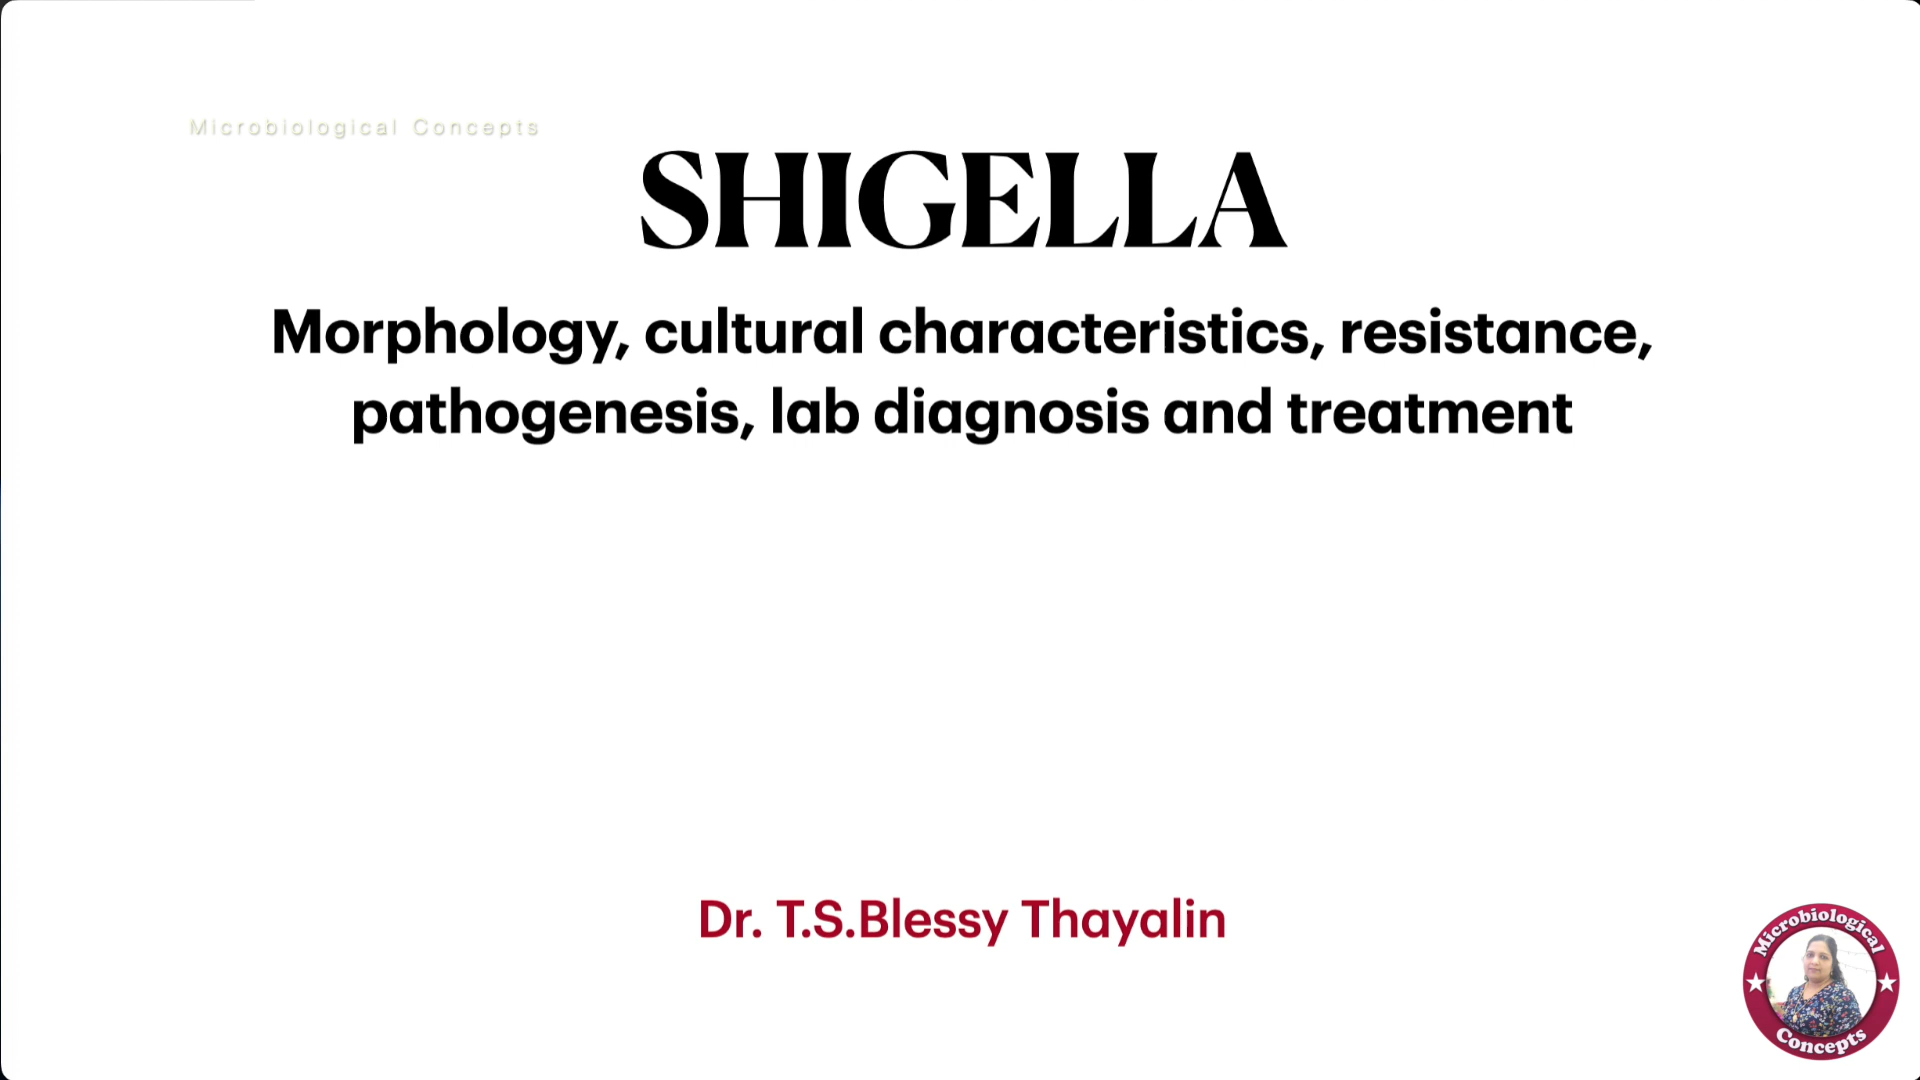 Microbiological Concepts
SHIGELLA
Morphology, cultural characteristics, resistance,
pathogenesis, lab diagnosis and treatment
Dr. T.S.Blessy Thayalin
Microbiological
Concepts